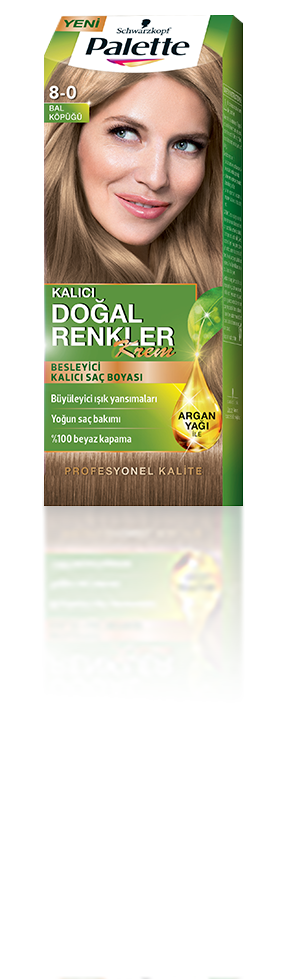 YENİ
Schwarzkopf
Palette
8-0
BAL
KÖPÜĞÜ
KALICI
DOĞAL
RENKLER
Krem
BESLEYİCİ
KALICI SAÇ BOYASI
Büyüleyici ışık yansımaları
Yoğun saç bakımı
%100 beyaz kapama
ARGAN
YAĞI
İLE
PROFESYONEL KALİTE